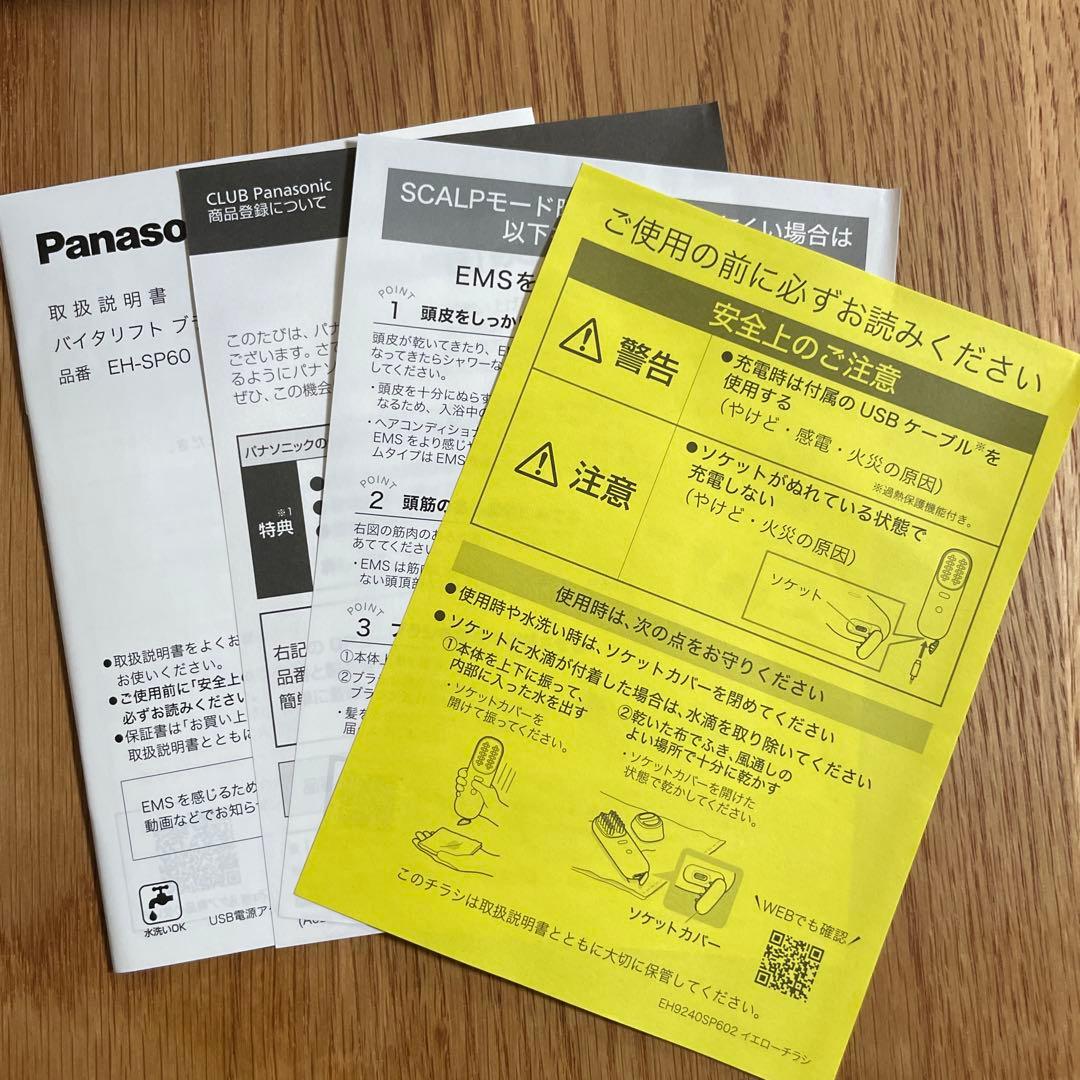 Panaso
取扱説明書
バイタリフト ブ
品番 EH-SP60
●取扱説明書をよくお
お使いください。
●ご使用前に「安全上の
必ずお読みください
●保証書は「お買い上
取扱説明書とともに
EMSを感じるため
動画などでお知ら
水洗いOK
USB電源ア
CLUB Panasonic
商品登録について
このたびは、パナ
ございます。さ
るようにパナソ
ぜひ、この機会
パナソニックの
※1
特典
右記の
品番
簡単
SCALPモード
くい場合は
以下
EMSを
POINT
1 頭皮をしっか
頭皮が乾いてきたり、E
なってきたらシャワーな
してください。
・頭皮を十分にぬらす
なるため、入浴中の
・ヘアコンディショナ
EMSをより感じ
ムタイプはEMS
POINT
2 頭筋の
右図の筋肉のあ
あててください
・EMSは筋肉
ない頭頂部
POINT
3
①本体
②ブラ
ブラ
・髪を
届
ご使用の前に必ずお読みください
安全上のご注意
警告
●充電時は付属のUSBケーブル※を
使用する
(やけど・感電・火災の原因)
※過熱保護機能付き。
注意
●ソケットがぬれている状態で
充電しない
(やけど・火災の原因)
ソケット
使用時は、次の点をお守りください
●使用時や水洗い時は、ソケットカバーを閉めてください
●ソケットに水滴が付着した場合は、水滴を取り除いてください
①本体を上下に振って、
内部に入った水を出す
・ソケットカバーを
開けて振ってください。
②乾いた布でふき、風通しの
よい場所で十分に乾かす
・ソケットカバーを開けた
状態で乾かしてください。
ソケットカバー
WEBでも確認
このチラシは取扱説明書とともに大切に保管してください。
EH9240SP602 イエローチラシ